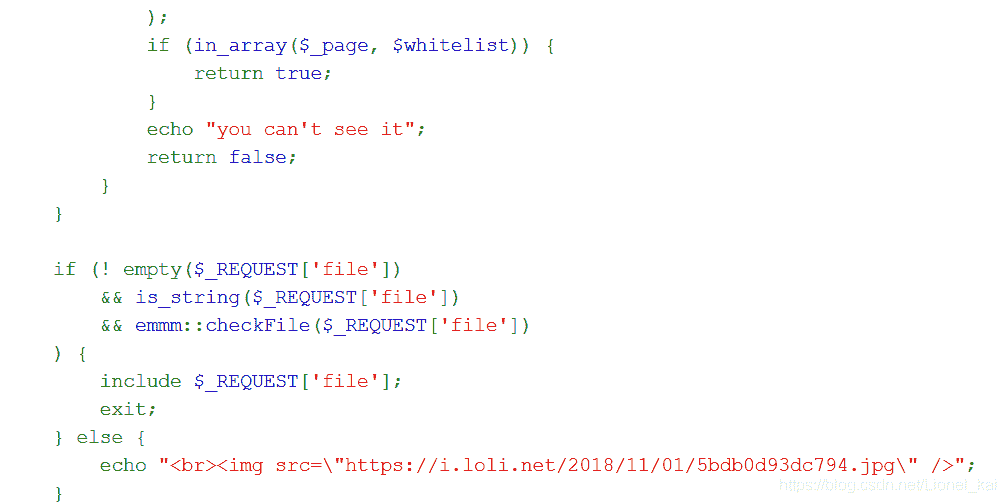 );
        if (in_array($_page, $whitelist)) {
            return true;
        }
        echo "you can't see it";
        return false;
    }
}

if (! empty($_REQUEST['file'])
    && is_string($_REQUEST['file'])
    && emmm::checkFile($_REQUEST['file'])
) {
    include $_REQUEST['file'];
    exit;
} else {
    echo "<br><img src=\"https://i.loli.net/2018/11/01/5bdb0d93dc794.jpg\" />";
}
https://blog.csdn.net/Lionel_kai